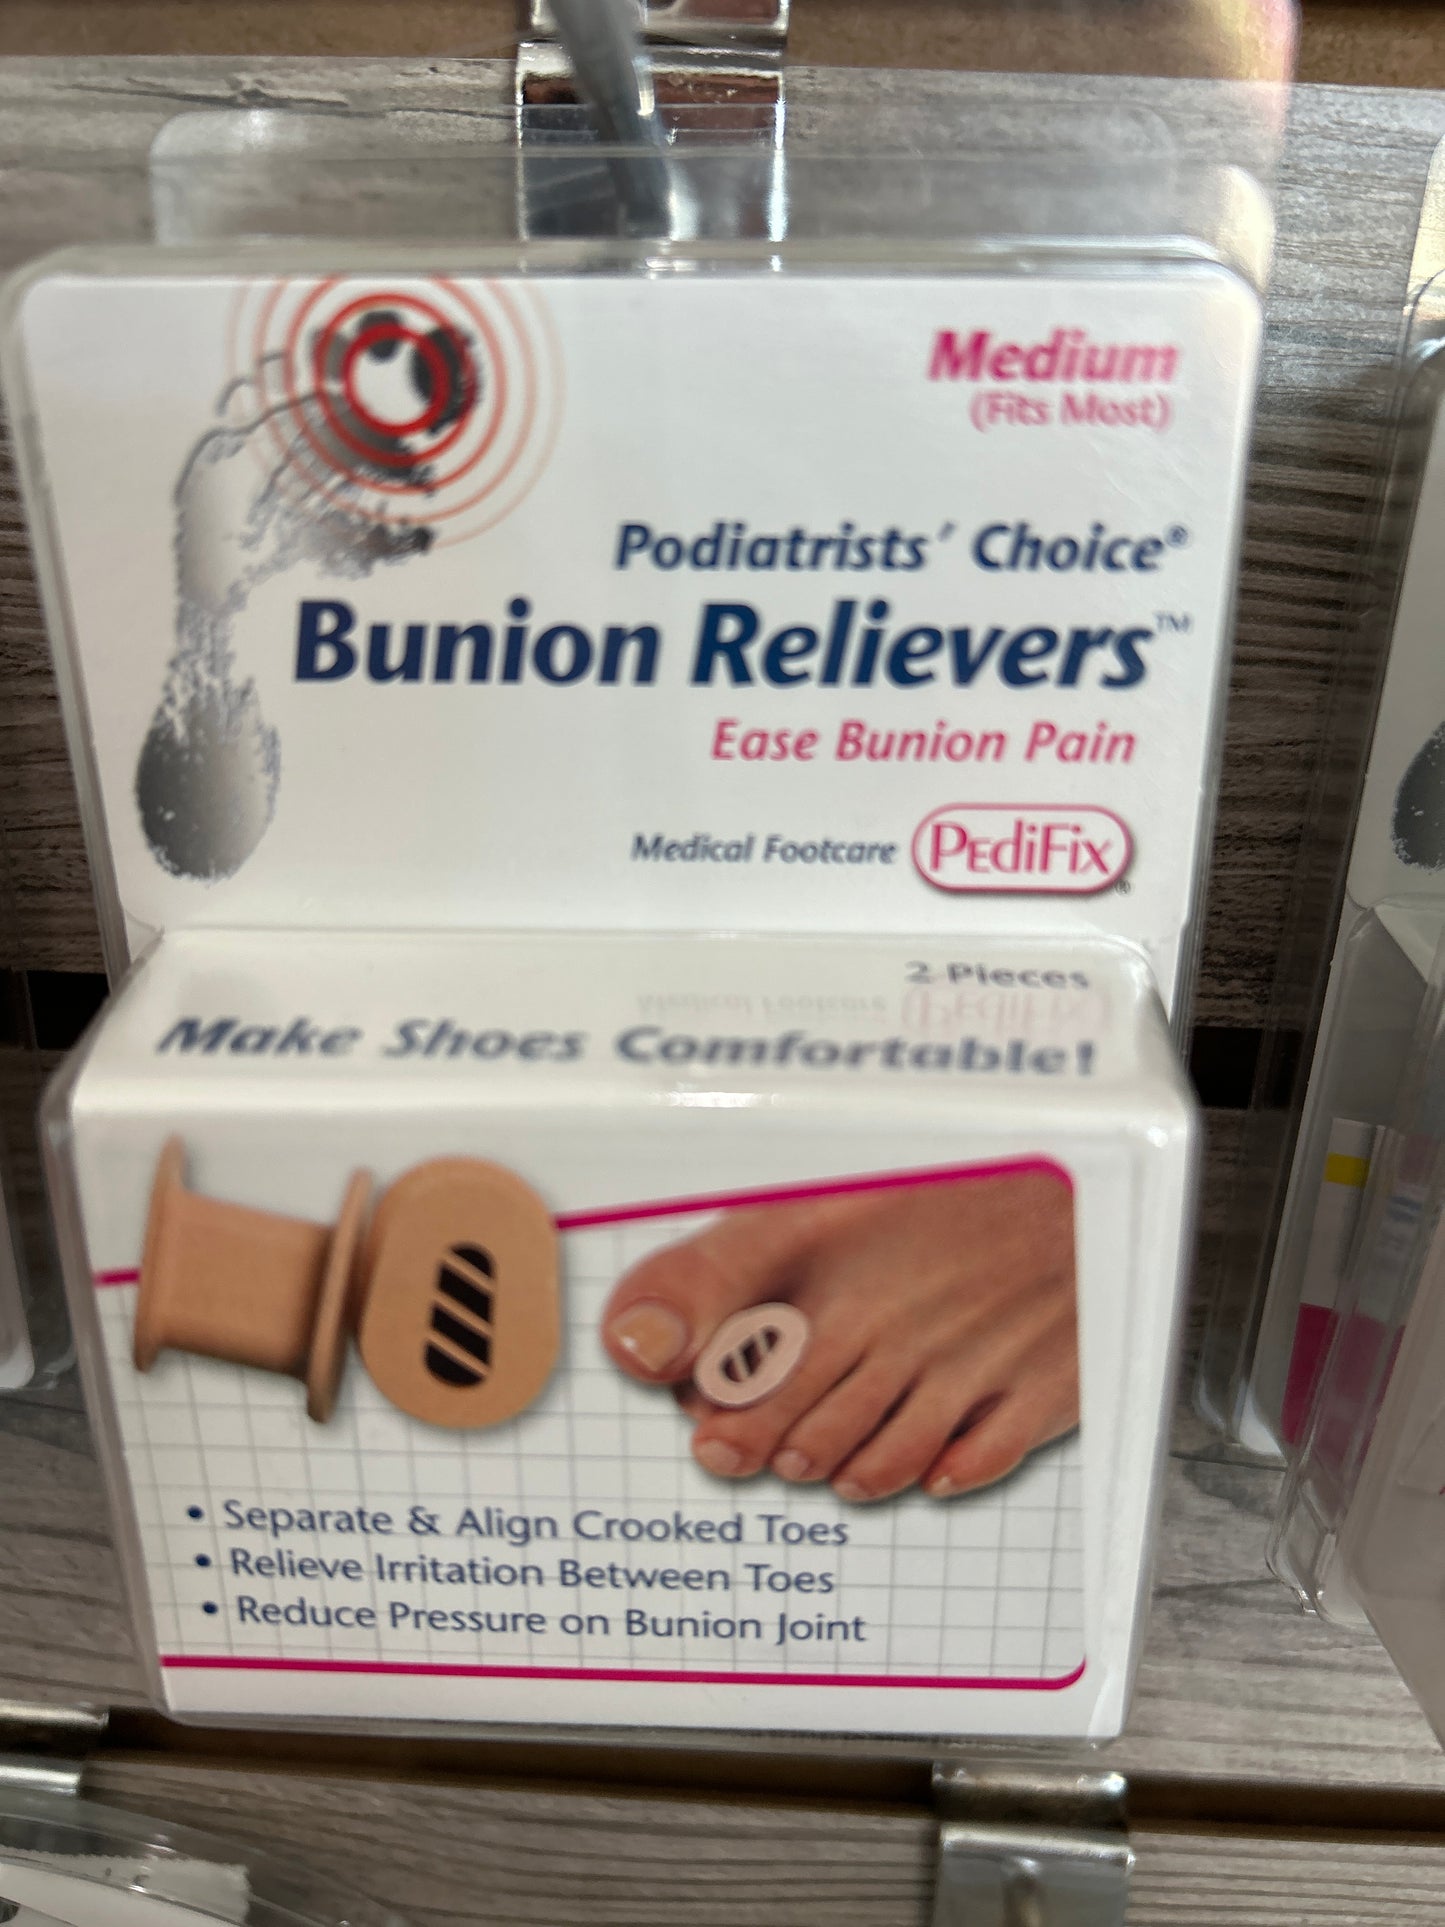 Medium
(Fits Most)
Podiatrists' Choice®
Bunion Relievers™
Ease Bunion Pain
Medical Footcare PEDiFix®
2 Pieces
Make Shoes Comfortable!
• Separate & Align Crooked Toes
• Relieve Irritation Between Toes
• Reduce Pressure on Bunion Joint